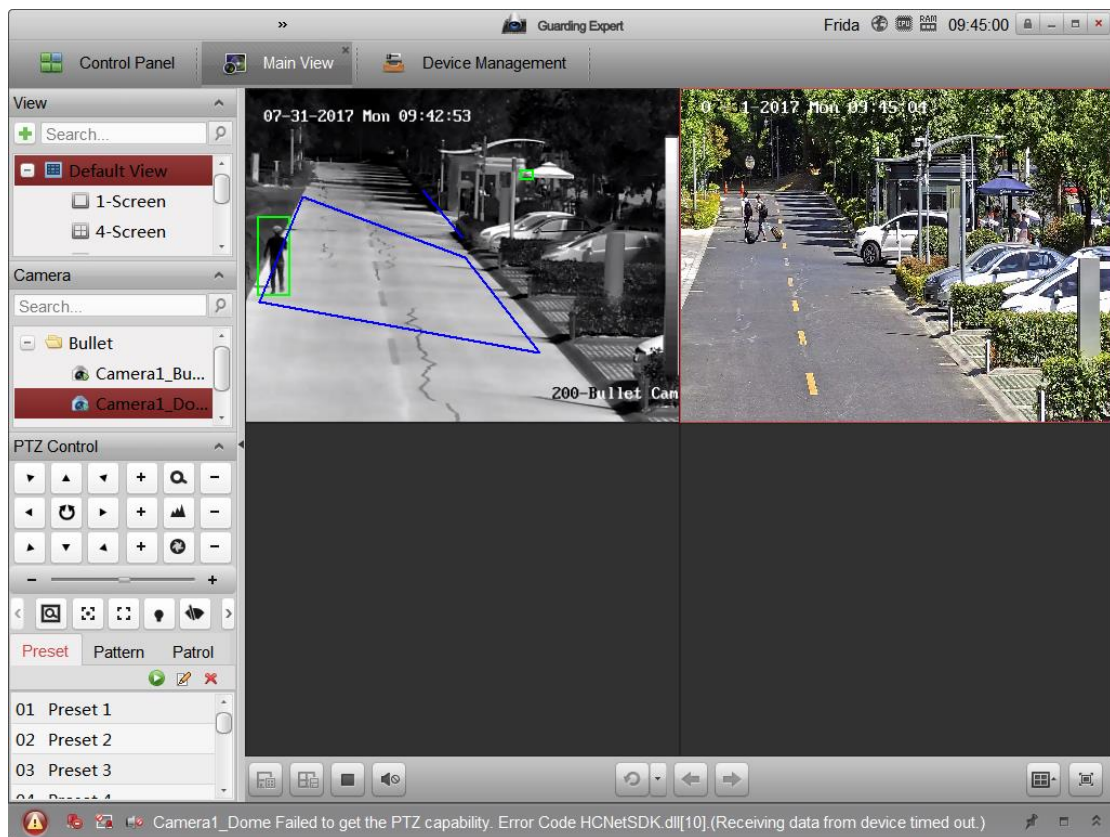 »
Guarding Expert
Frida
CPU
RAM
09:45:00
Control Panel
Main View
Device Management
View
Search...
Default View
1-Screen
4-Screen
Camera
Search...
Bullet
Camera1_Bu...
Camera1_Do...
PTZ Control
Preset Pattern Patrol
01 Preset 1
02 Preset 2
03 Preset 3
07-31-2017 Mon 09:42:53
200-Bullet Cam
1-2017 Mon
Camera1_Dome Failed to get the PTZ capability. Error Code HCNetSDK.dll[10].(Receiving data from device timed out.)